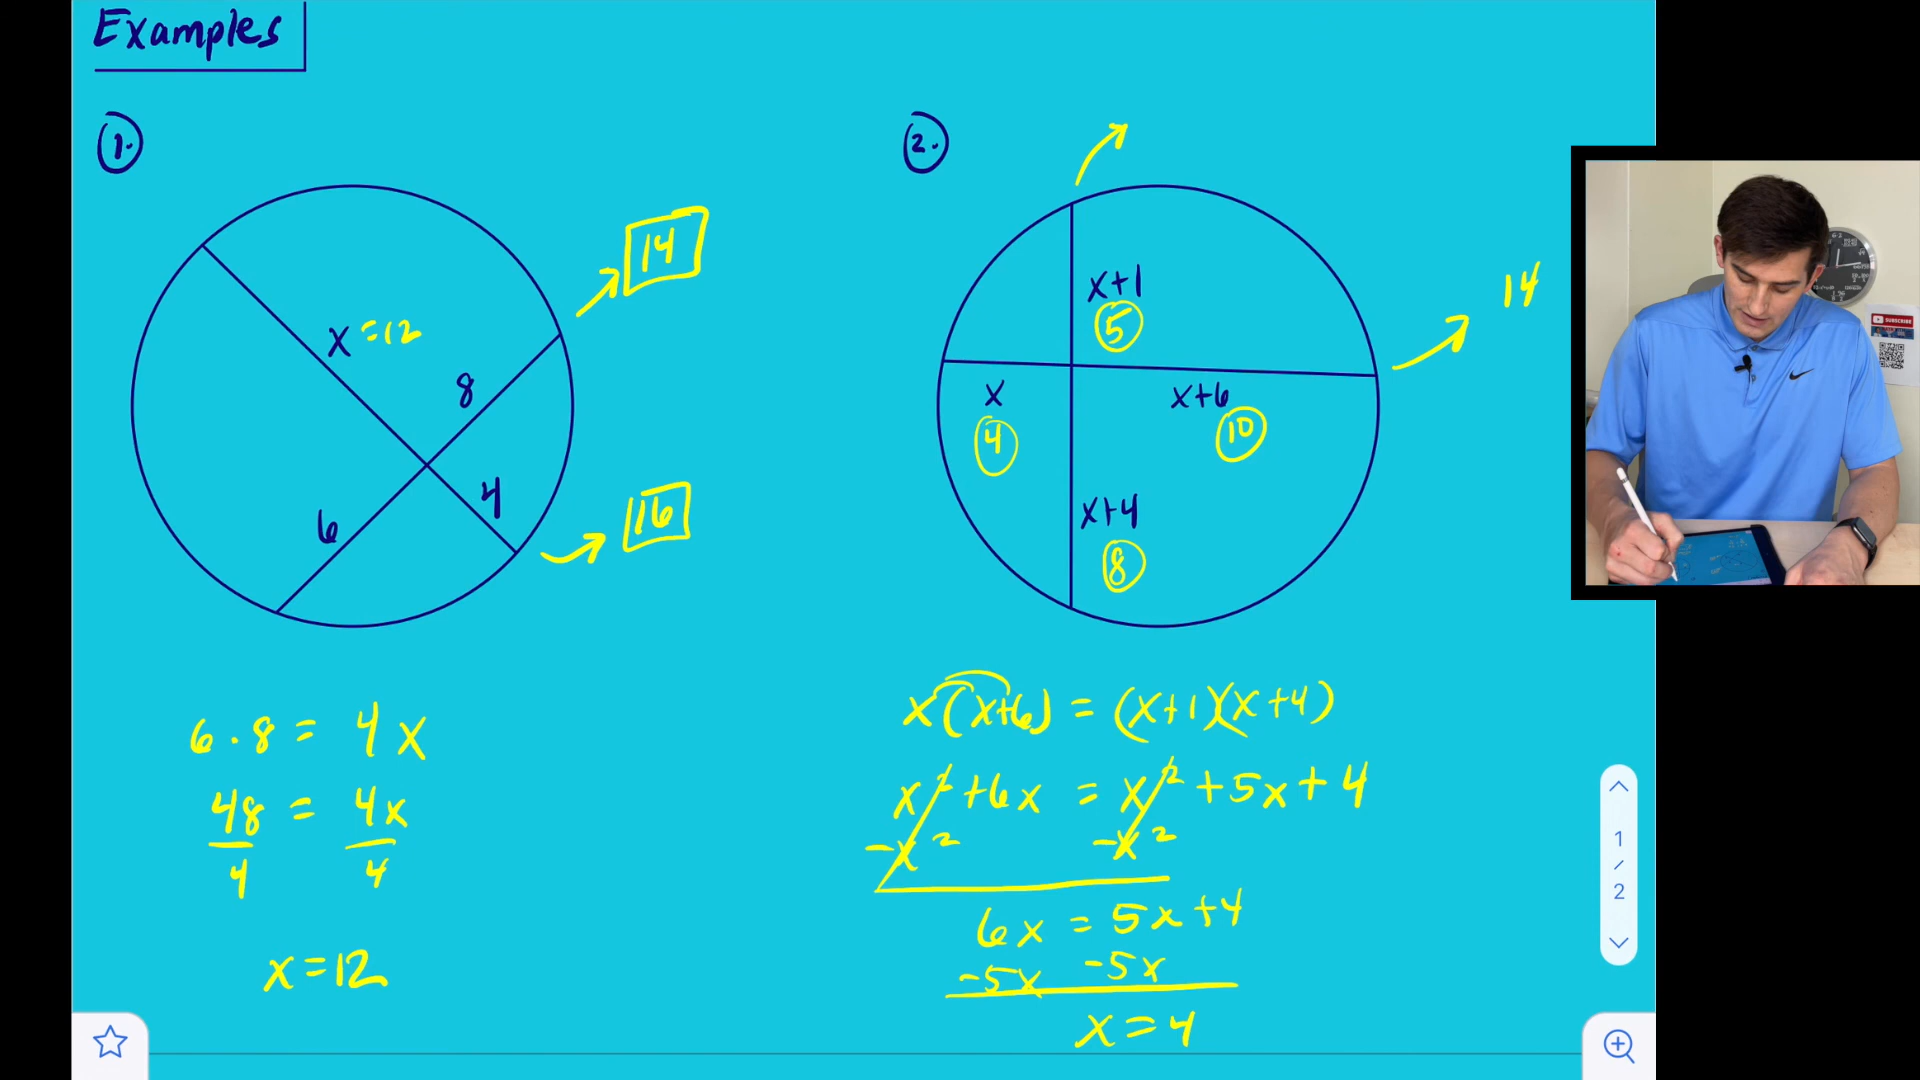 Examples
1.
x = 12
8
6
4
14
16
6 · 8 = 4x
48 = 4x
4 4
x = 12
2.
x+1
5
x
4
x+6
10
x+4
8
14
x(x+6) = (x+1)(x+4)
x² + 6x = x² + 5x + 4
-x² -x²
6x = 5x+4
-5x -5x
x = 4
SUBSCRIBE
1
/
2